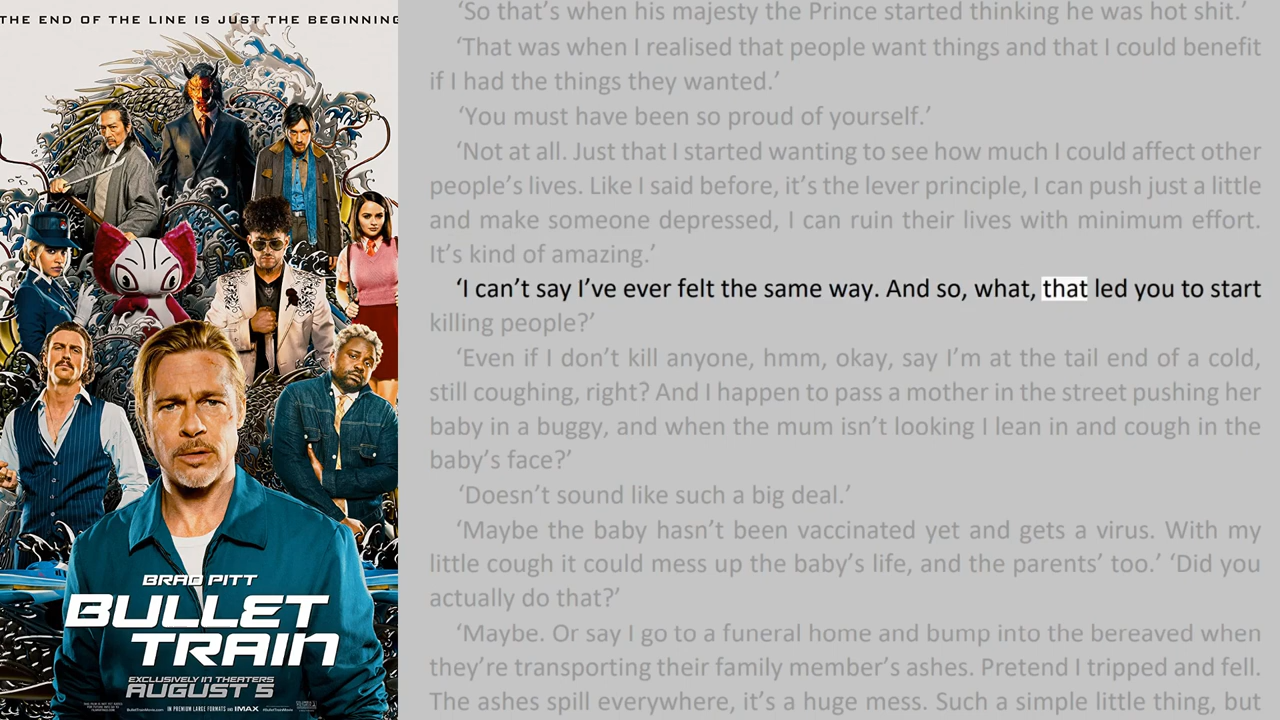 THE END OF THE LINE IS JUST THE BEGINNING
BRAD PITT
BULLET
TRAIN
EXCLUSIVELY IN THEATERS
AUGUST 5
BulletTrainMovie.com IN PREMIUM LARGE FORMATS AND IMAX #BulletTrainMovie
‘So that’s when his majesty the Prince started thinking he was hot shit.’
‘That was when I realised that people want things and that I could benefit
if I had the things they wanted.’
‘You must have been so proud of yourself.’
‘Not at all. Just that I started wanting to see how much I could affect other
people’s lives. Like I said before, it’s the lever principle, I can push just a little
and make someone depressed, I can ruin their lives with minimum effort.
It’s kind of amazing.’
‘I can’t say I’ve ever felt the same way. And so, what, that led you to start
killing people?’
‘Even if I don’t kill anyone, hmm, okay, say I’m at the tail end of a cold,
still coughing, right? And I happen to pass a mother in the street pushing her
baby in a buggy, and when the mum isn’t looking I lean in and cough in the
baby’s face?’
‘Doesn’t sound like such a big deal.’
‘Maybe the baby hasn’t been vaccinated yet and gets a virus. With my
little cough it could mess up the baby’s life, and the parents’ too.’ ‘Did you
actually do that?’
‘Maybe. Or say I go to a funeral home and bump into the bereaved when
they’re transporting their family member’s ashes. Pretend I tripped and fell.
The ashes spill everywhere it’s a huge mess. Such a simple little thing, but